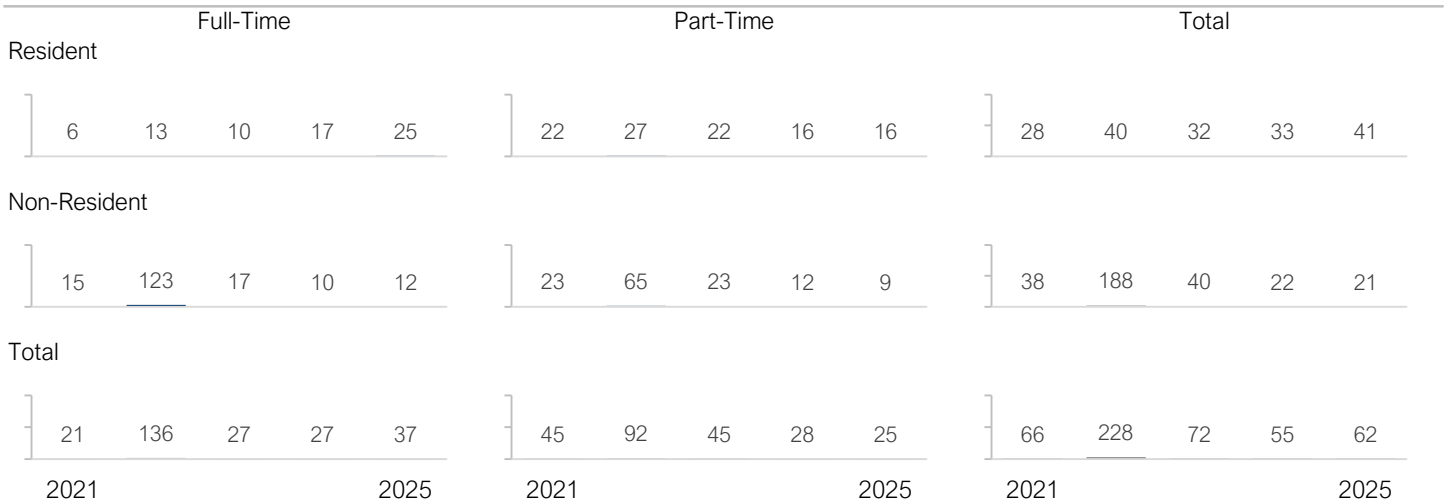 Full-Time Part-Time Total
Resident
6 13 10 17 25 22 27 22 16 16 28 40 32 33 41
Non-Resident
15 123 17 10 12 23 65 23 12 9 38 188 40 22 21
Total
21 136 27 27 37 45 92 45 28 25 66 228 72 55 62
2021 2025 2021 2025 2021 2025